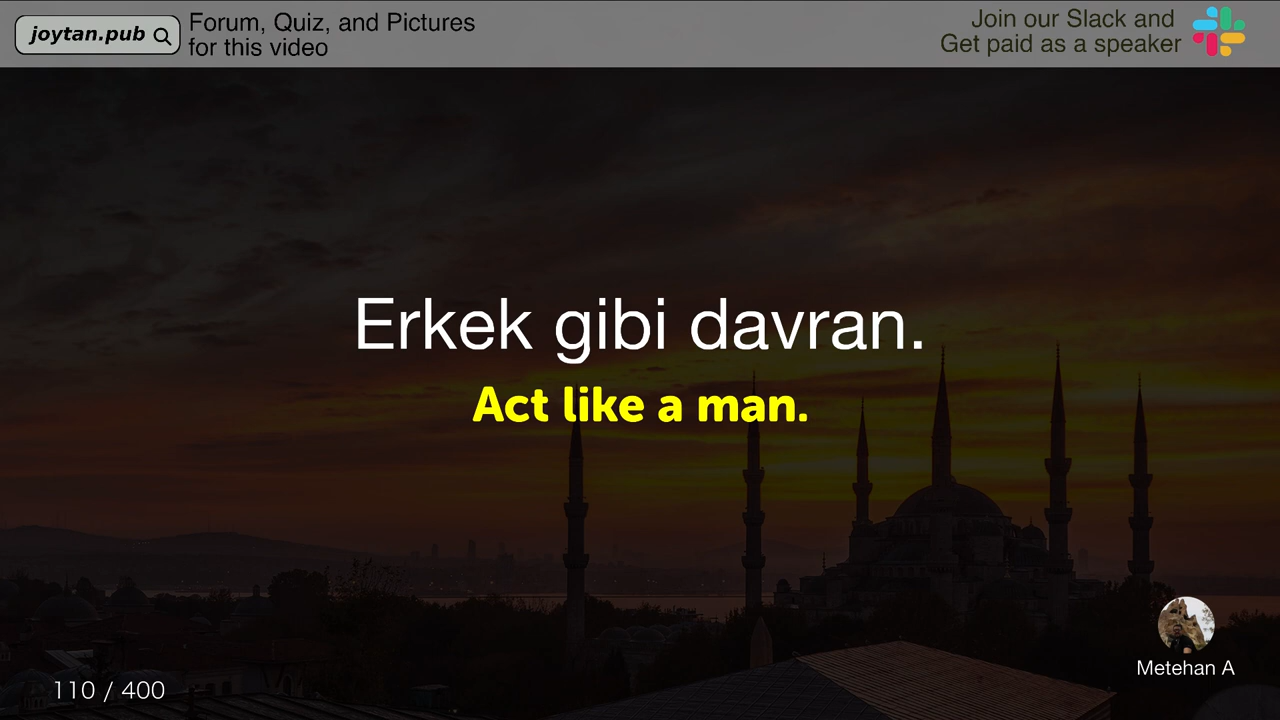 joytan.pub
Forum, Quiz, and Pictures
for this video
Join our Slack and
Get paid as a speaker
Erkek gibi davran.
Act like a man.
Metehan A
110 / 400